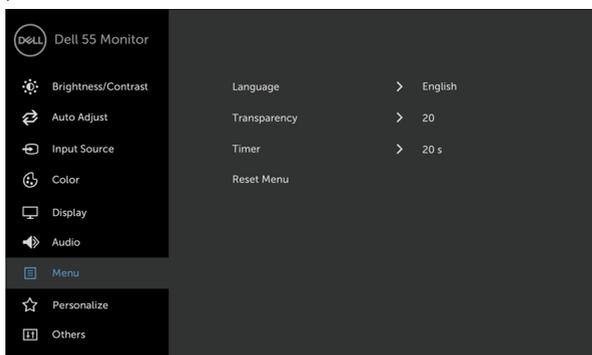 DELL Dell 55 Monitor
Brightness/Contrast
Auto Adjust
Input Source
Color
Display
Audio
Menu
Personalize
Others
Language > English
Transparency > 20
Timer > 20 s
Reset Menu